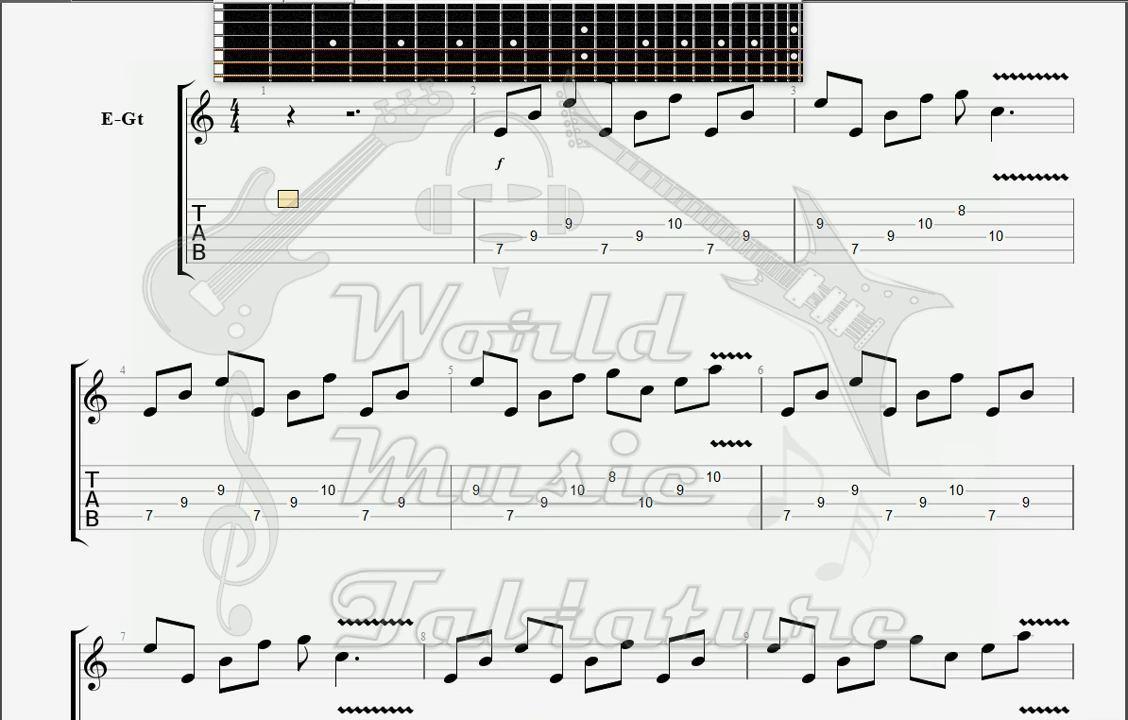 1 2 3
E-Gt
4 4
f
T A B
9 10 8
9 9 9 9 10
7 7 7 7
World
4 5 6
Music
T A B
8 10
9 10 9 10 9 9 10
9 9 9 9 10 9 9 9
7 7 7 7 7 7 7
Tablature
7 8 9